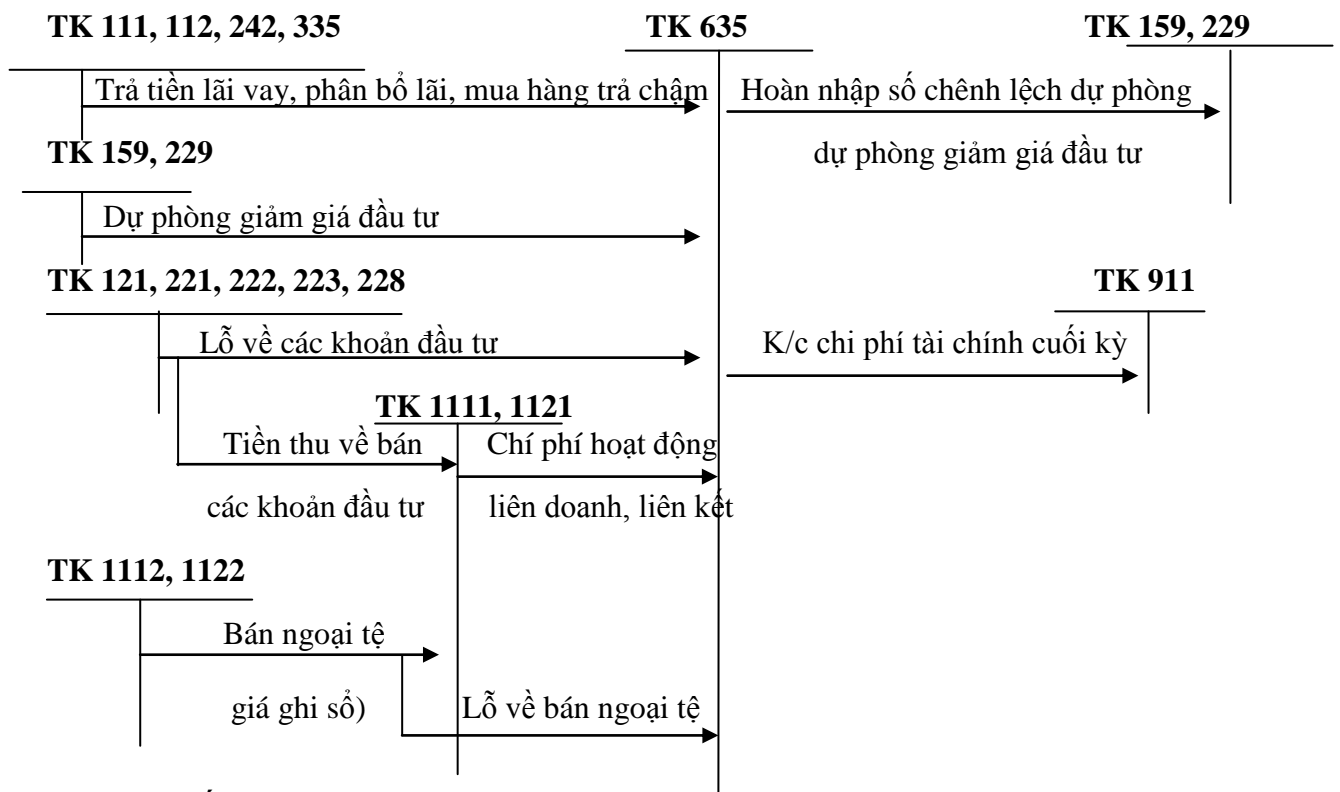 TK 111, 112, 242, 335 TK 635 TK 159, 229
Trả tiền lãi vay, phân bổ lãi, mua hàng trả chậm Hoàn nhập số chênh lệch dự phòng
TK 159, 229 dự phòng giảm giá đầu tư
Dự phòng giảm giá đầu tư
TK 121, 221, 222, 223, 228 TK 911
Lỗ về các khoản đầu tư K/c chi phí tài chính cuối kỳ
TK 1111, 1121
Tiền thu về bán Chí phí hoạt động
các khoản đầu tư liên doanh, liên kết
TK 1112, 1122
Bán ngoại tệ
giá ghi sổ) Lỗ về bán ngoại tệ